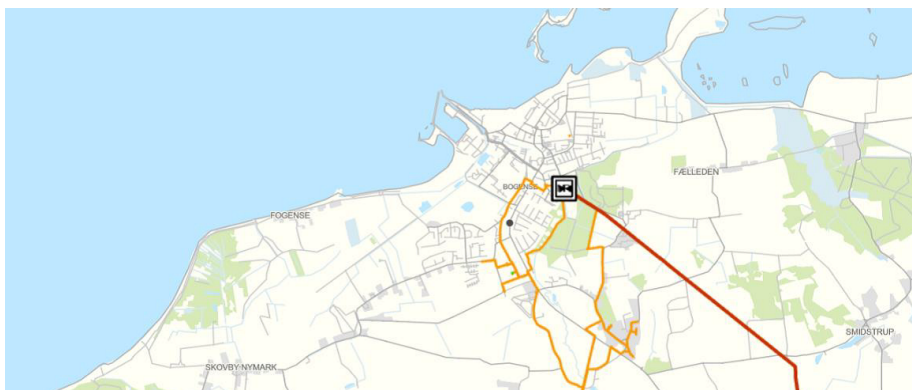 FÆLLEDEN
BOGENSE
FOGENSE
SMIDSTRUP
SKOVBY NYMARK